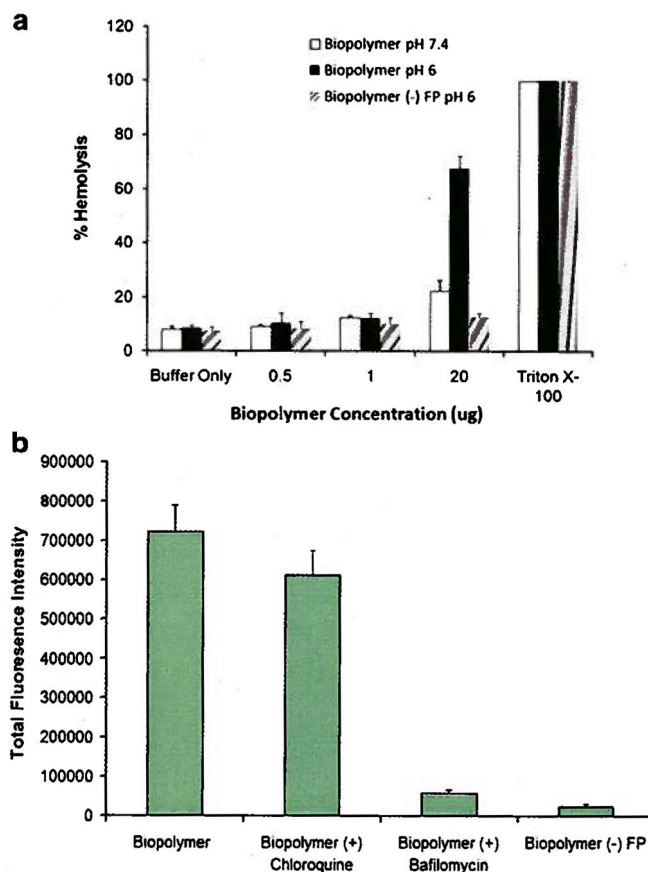 a
Biopolymer pH 7.4
Biopolymer pH 6
Biopolymer (-) FP pH 6
% Hemolysis
120
100
80
60
40
20
0
Buffer Only
0.5
1
20
Triton X-
100
Biopolymer Concentration (ug)
b
Total Fluoresence Intensity
900000
800000
700000
600000
500000
400000
300000
200000
100000
0
Biopolymer
Biopolymer (+)
Chloroquine
Biopolymer (+)
Bafilomycin
Biopolymer (-) FP